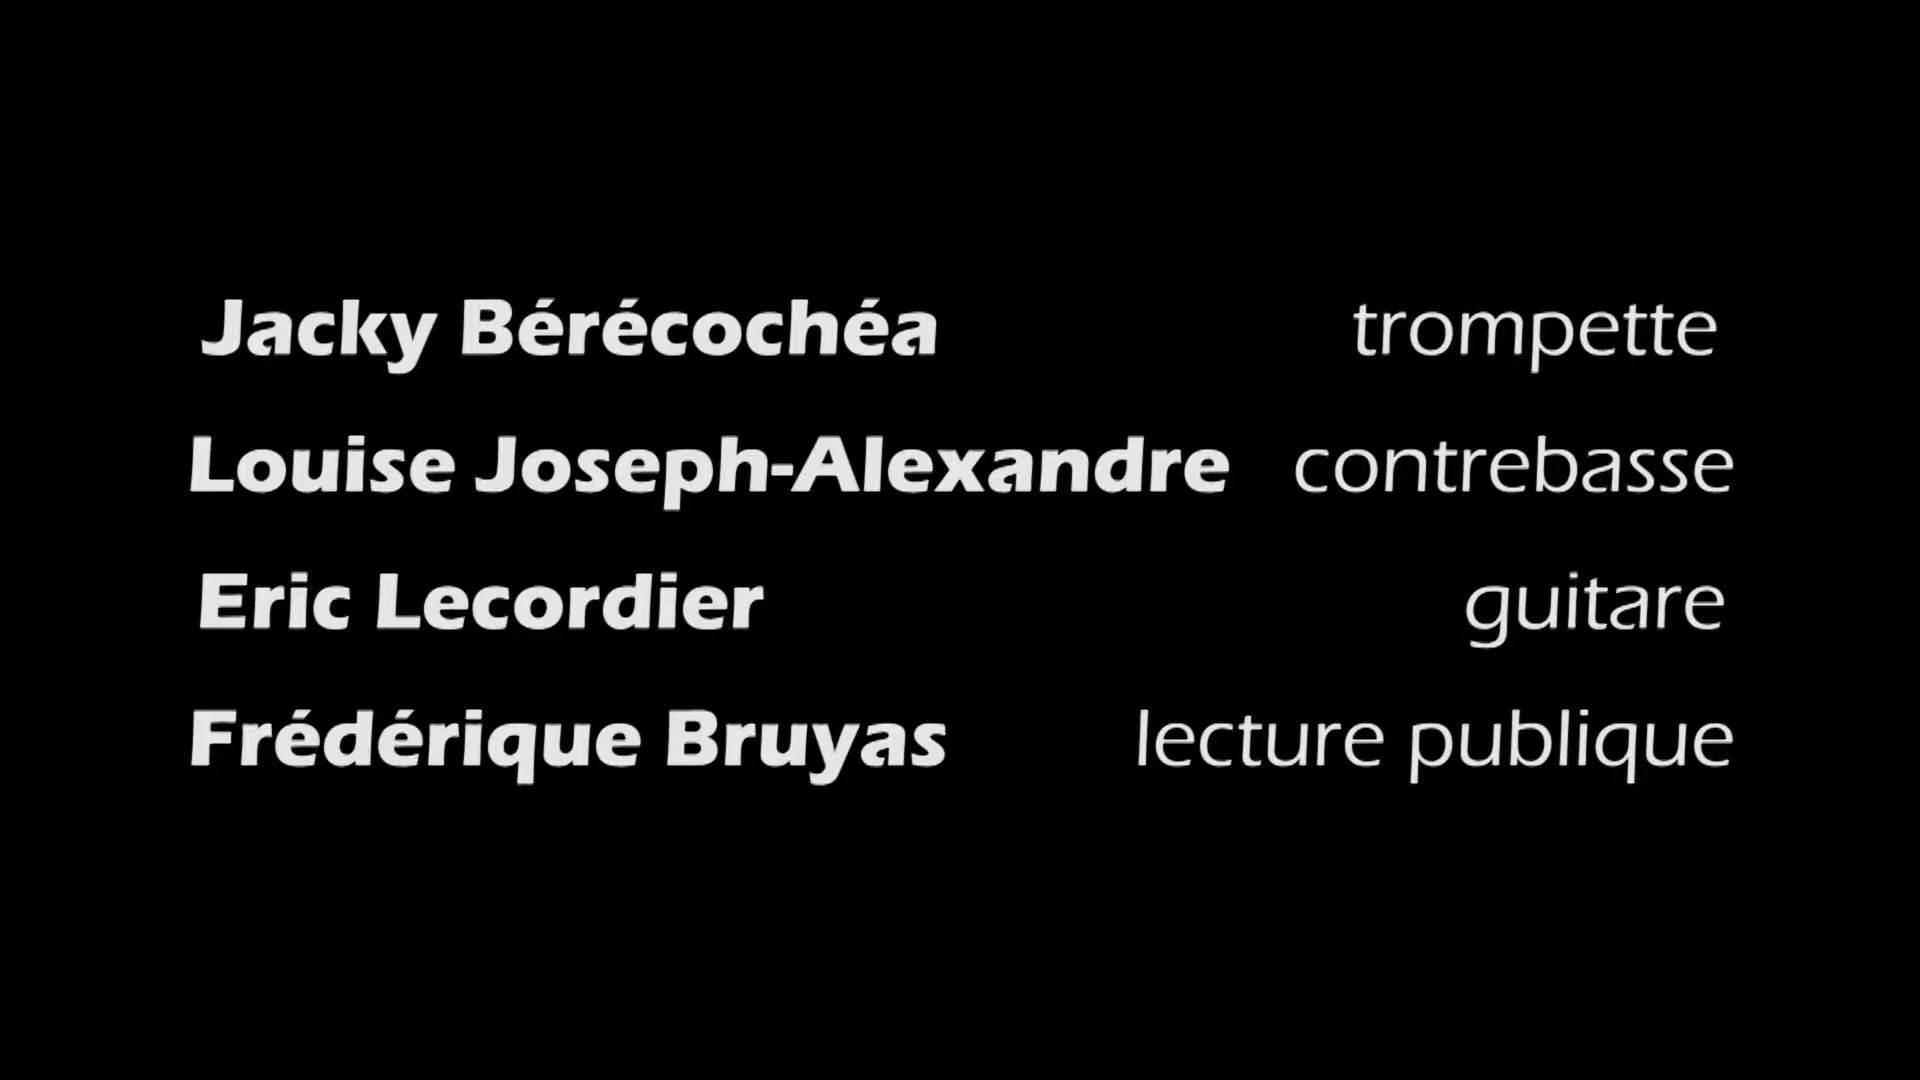 Jacky Bérécochéa trompette
Louise Joseph-Alexandre contrebasse
Eric Lecordier guitare
Frédérique Bruyas lecture publique